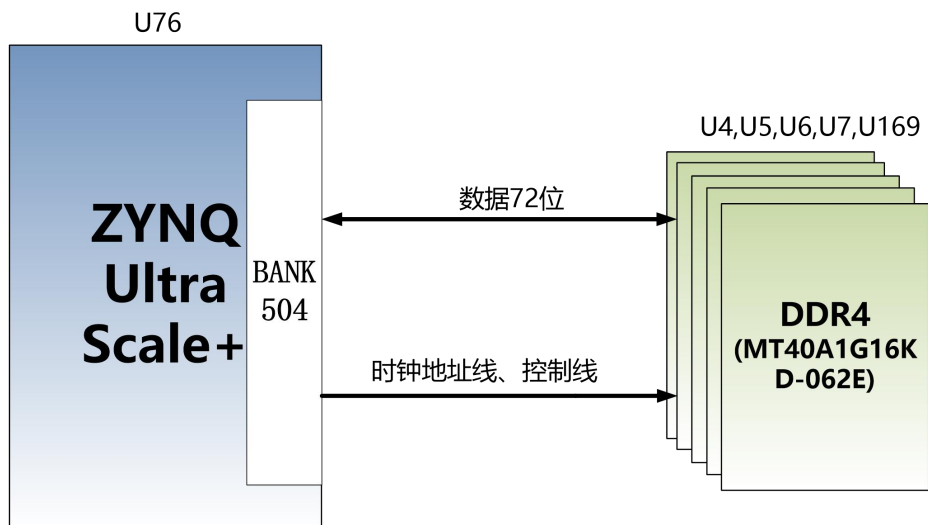 U76
U4,U5,U6,U7,U169
数据72位
ZYNQ
Ultra
Scale+
BANK
504
时钟地址线、控制线
DDR4
(MT40A1G16K
D-062E)